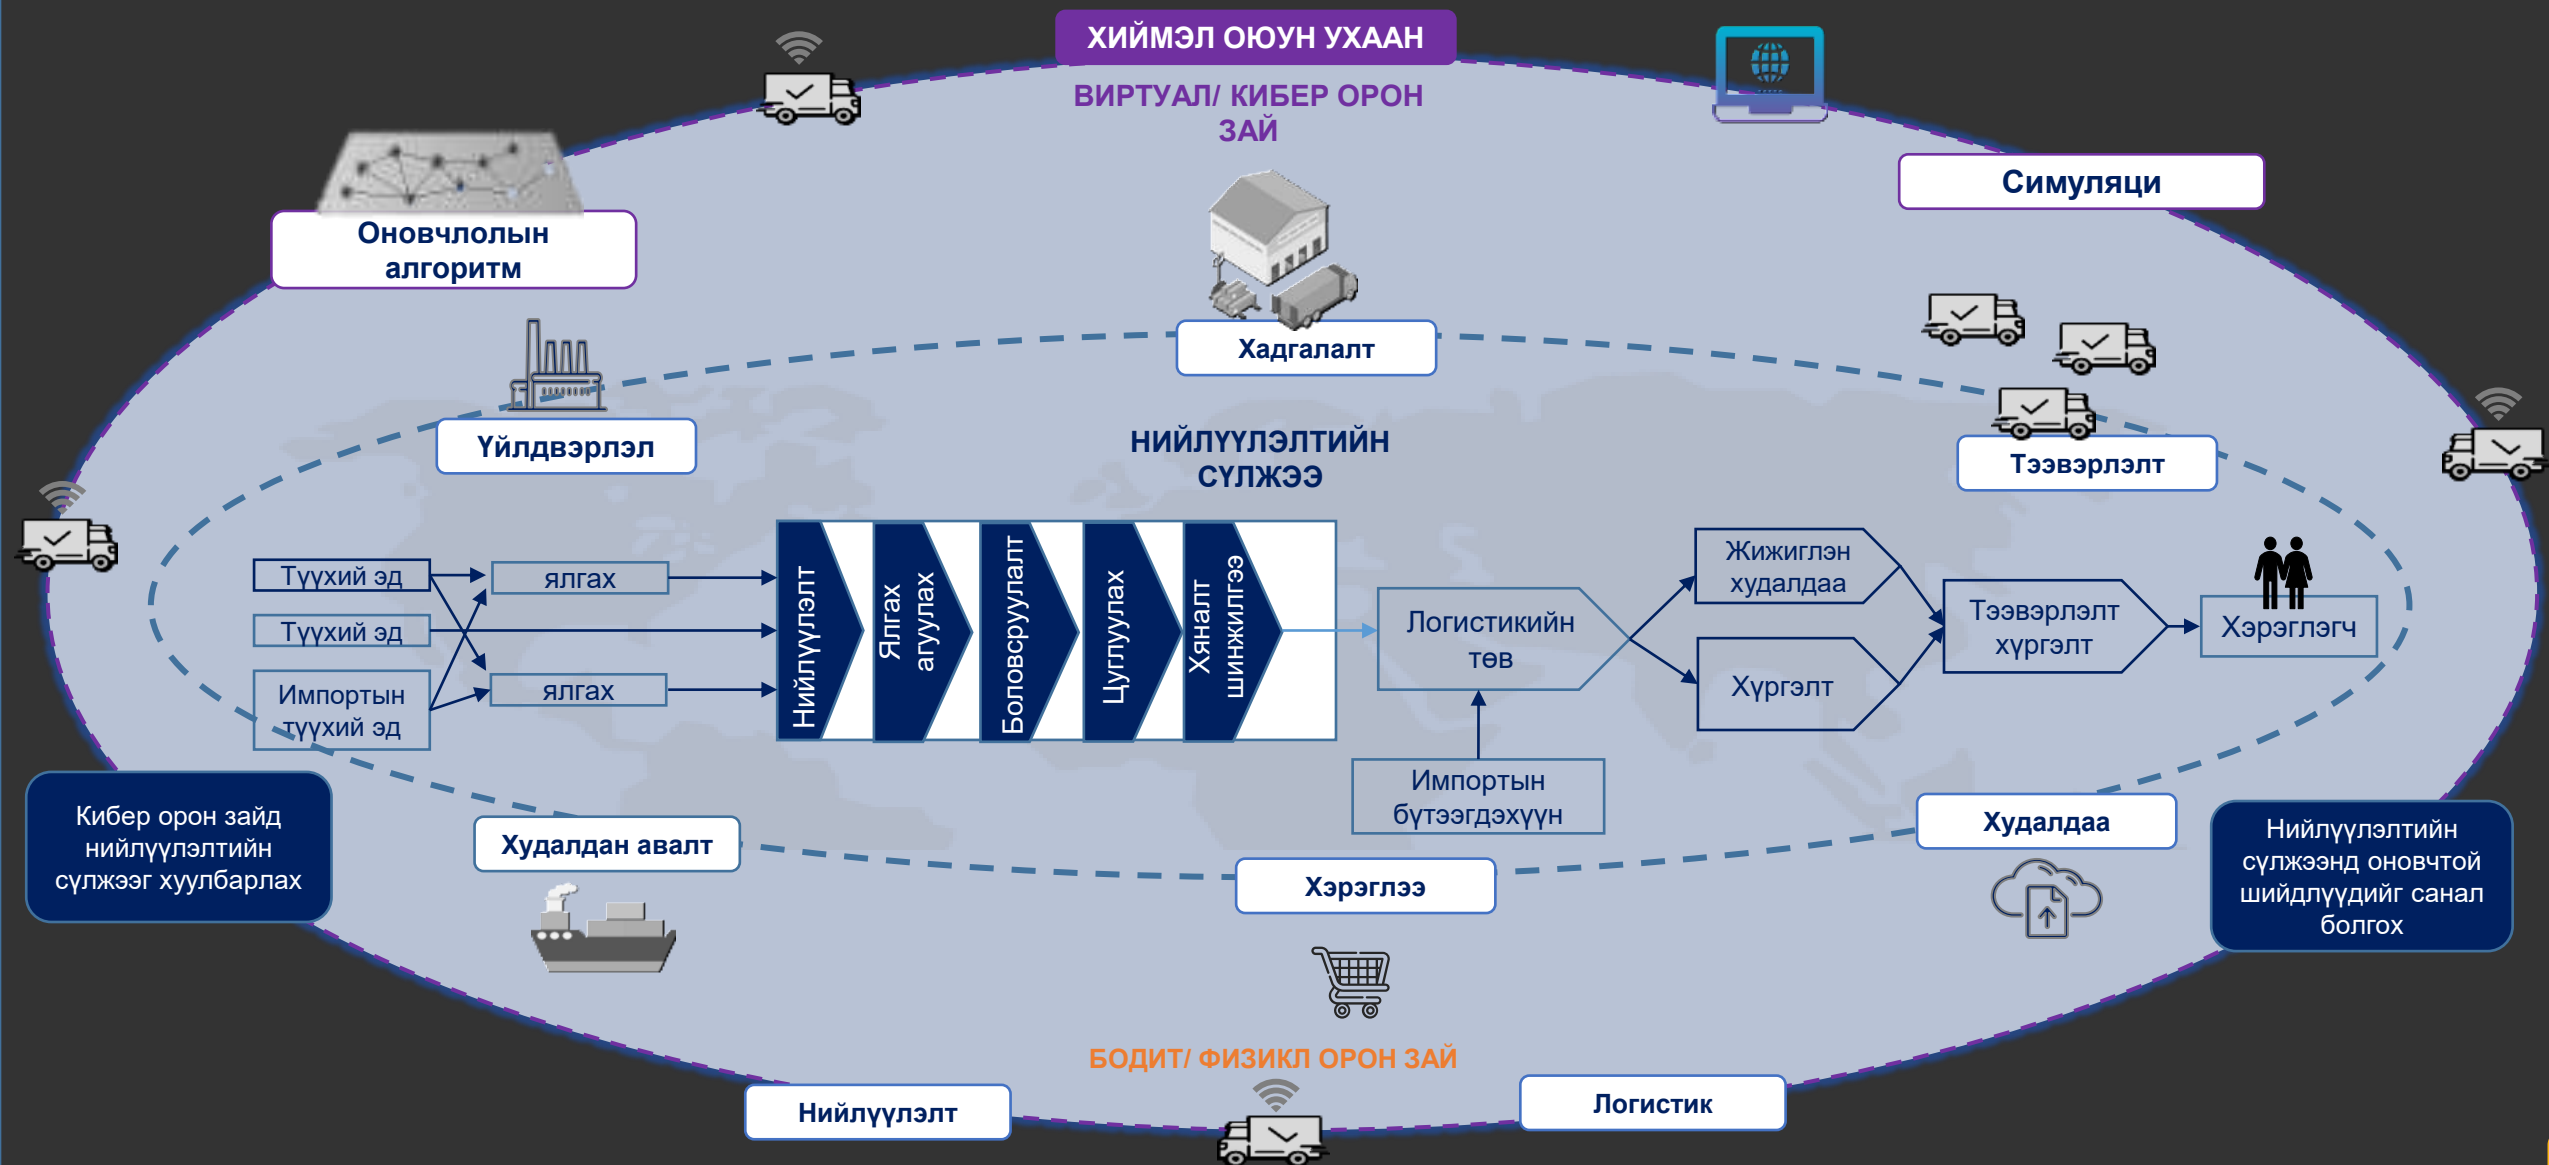 ХИЙМЭЛ ОЮУН УХААН
ВИРТУАЛ/ КИБЕР ОРОН
ЗАЙ
Симуляци
Оновчлолын
алгоритм
Хадгалалт
Үйлдвэрлэл
НИЙЛҮҮЛЭЛТИЙН
СҮЛЖЭЭ
Тээвэрлэлт
Түүхий эд
Түүхий эд
Импортын
түүхий эд
ялгах
ялгах
Нийлүүлэлт
Ялгах
агуулах
Боловсруулалт
Цуглуулах
Хяналт
шинжилгээ
Логистикийн
төв
Импортын
бүтээгдэхүүн
Жижиглэн
худалдаа
Хүргэлт
Тээвэрлэлт
хүргэлт
Хэрэглэгч
Кибер орон зайд
нийлүүлэлтийн
сүлжээг хуулбарлах
Худалдан авалт
Хэрэглээ
Худалдаа
Нийлүүлэлтийн
сүлжээнд оновчтой
шийдлүүдийг санал
болгох
БОДИТ/ ФИЗИКЛ ОРОН ЗАЙ
Нийлүүлэлт
Логистик